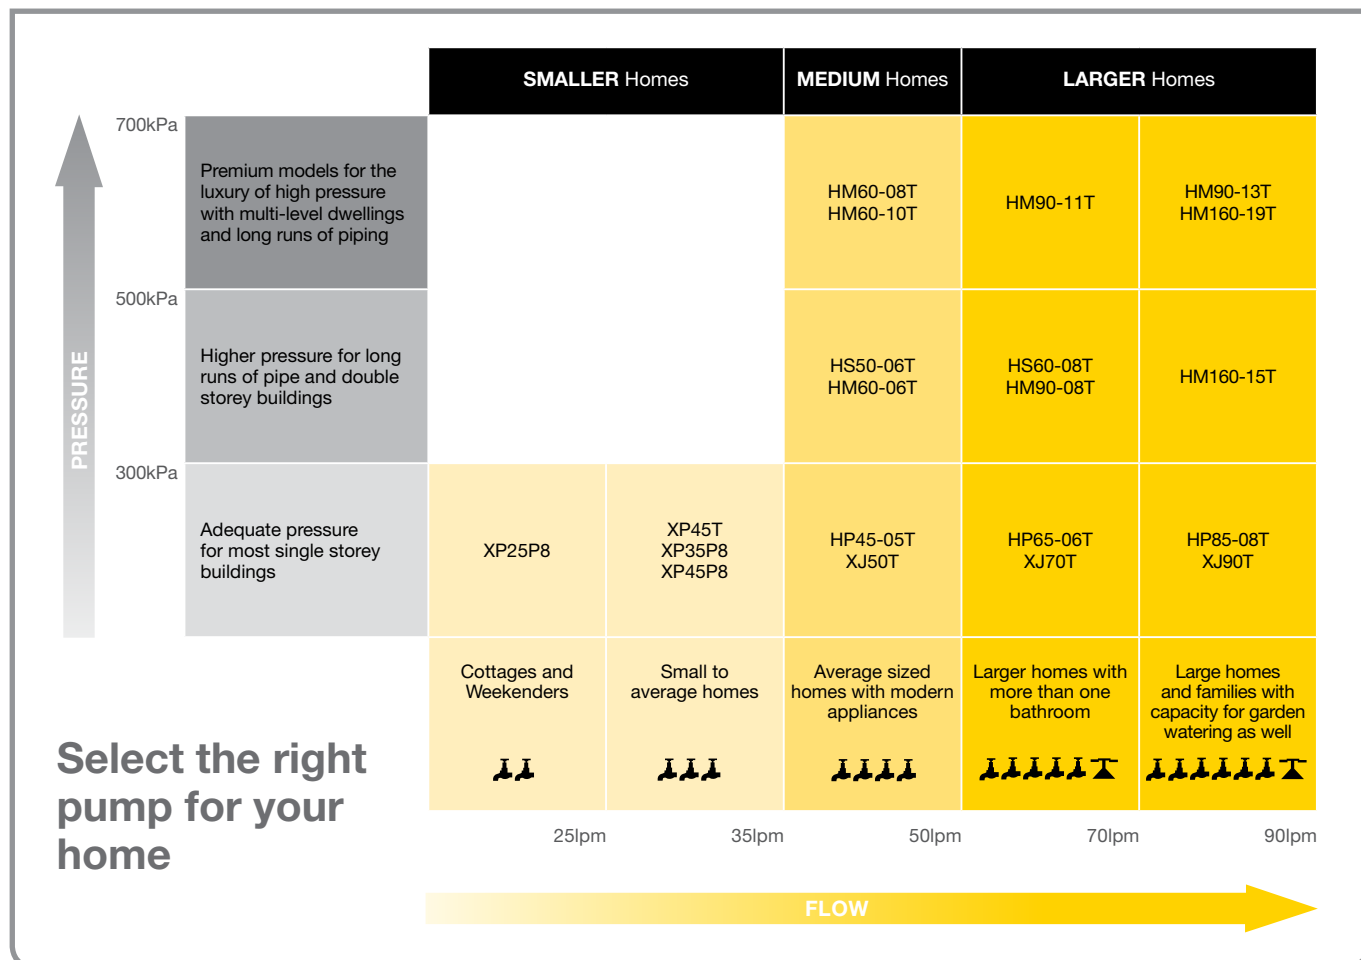 SMALLER Homes
MEDIUM Homes
LARGER Homes
700kPa
Premium models for the
luxury of high pressure
with multi-level dwellings
and long runs of piping
HM60-08T
HM60-10T
HM90-11T
HM90-13T
HM160-19T
500kPa
Higher pressure for long
runs of pipe and double
storey buildings
HS50-06T
HM60-06T
HS60-08T
HM90-08T
HM160-15T
PRESSURE
300kPa
Adequate pressure
for most single storey
buildings
XP25P8
XP45T
XP35P8
XP45P8
HP45-05T
XJ50T
HP65-06T
XJ70T
HP85-08T
XJ90T
Cottages and
Weekenders
Small to
average homes
Average sized
homes with modern
appliances
Larger homes with
more than one
bathroom
Large homes
and families with
capacity for garden
watering as well
Select the right
pump for your
home
25lpm
35lpm
50lpm
70lpm
90lpm
FLOW